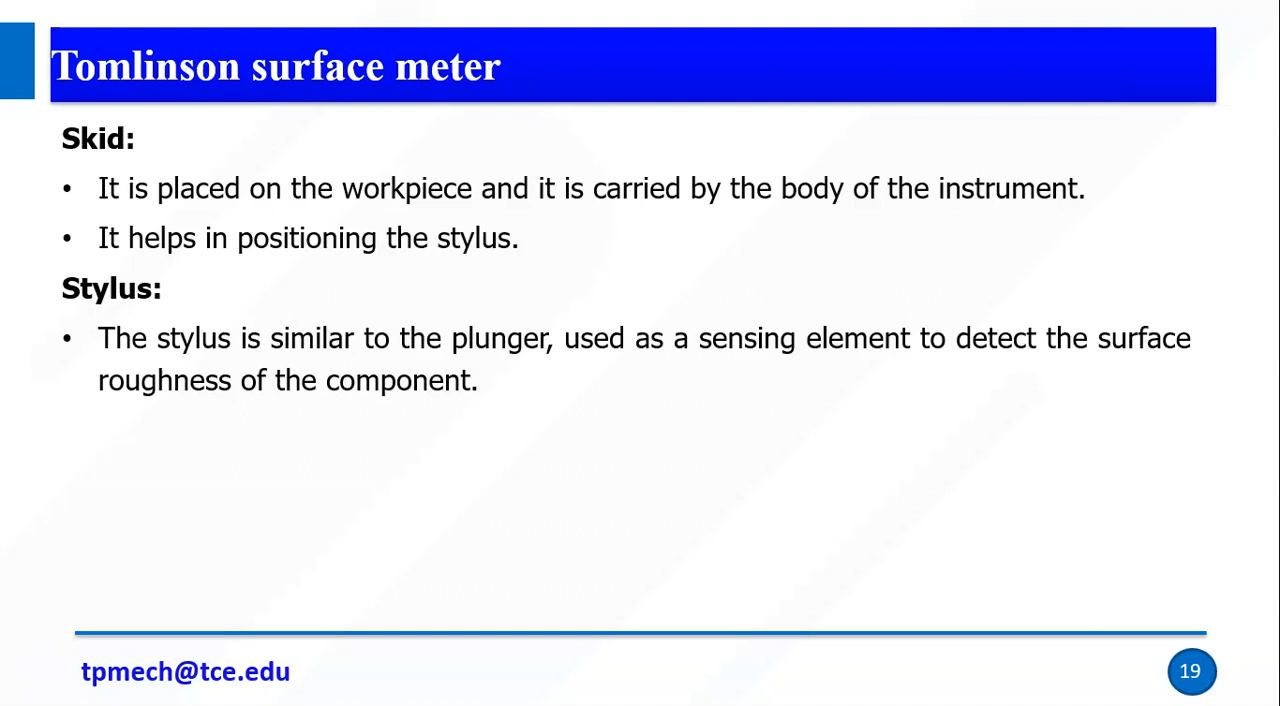 Tomlinson surface meter
Skid:
• It is placed on the workpiece and it is carried by the body of the instrument.
• It helps in positioning the stylus.
Stylus:
• The stylus is similar to the plunger, used as a sensing element to detect the surface
roughness of the component.
tpmech@tce.edu
19